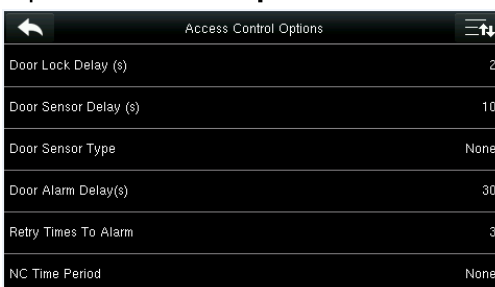 Access Control Options
Door Lock Delay (s) 2
Door Sensor Delay (s) 10
Door Sensor Type None
Door Alarm Delay(s) 30
Retry Times To Alarm 3
NC Time Period None